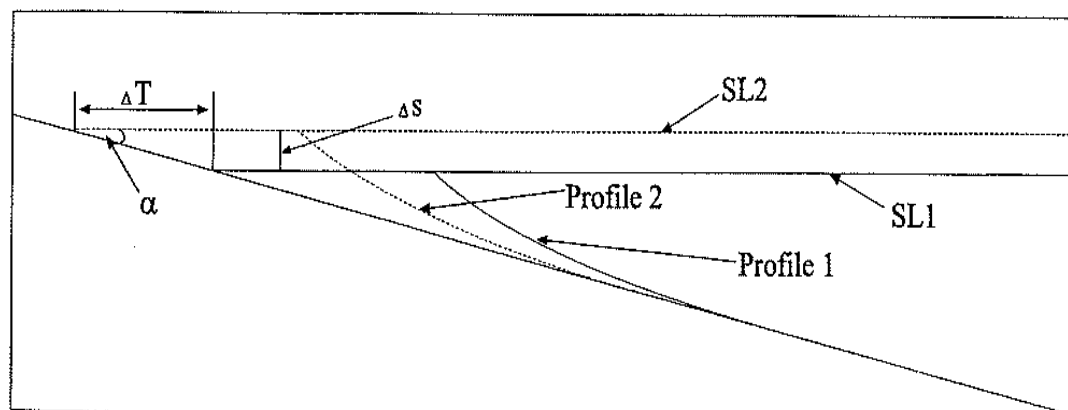 ΔT
SL2
ΔS
α
Profile 2
SL1
Profile 1